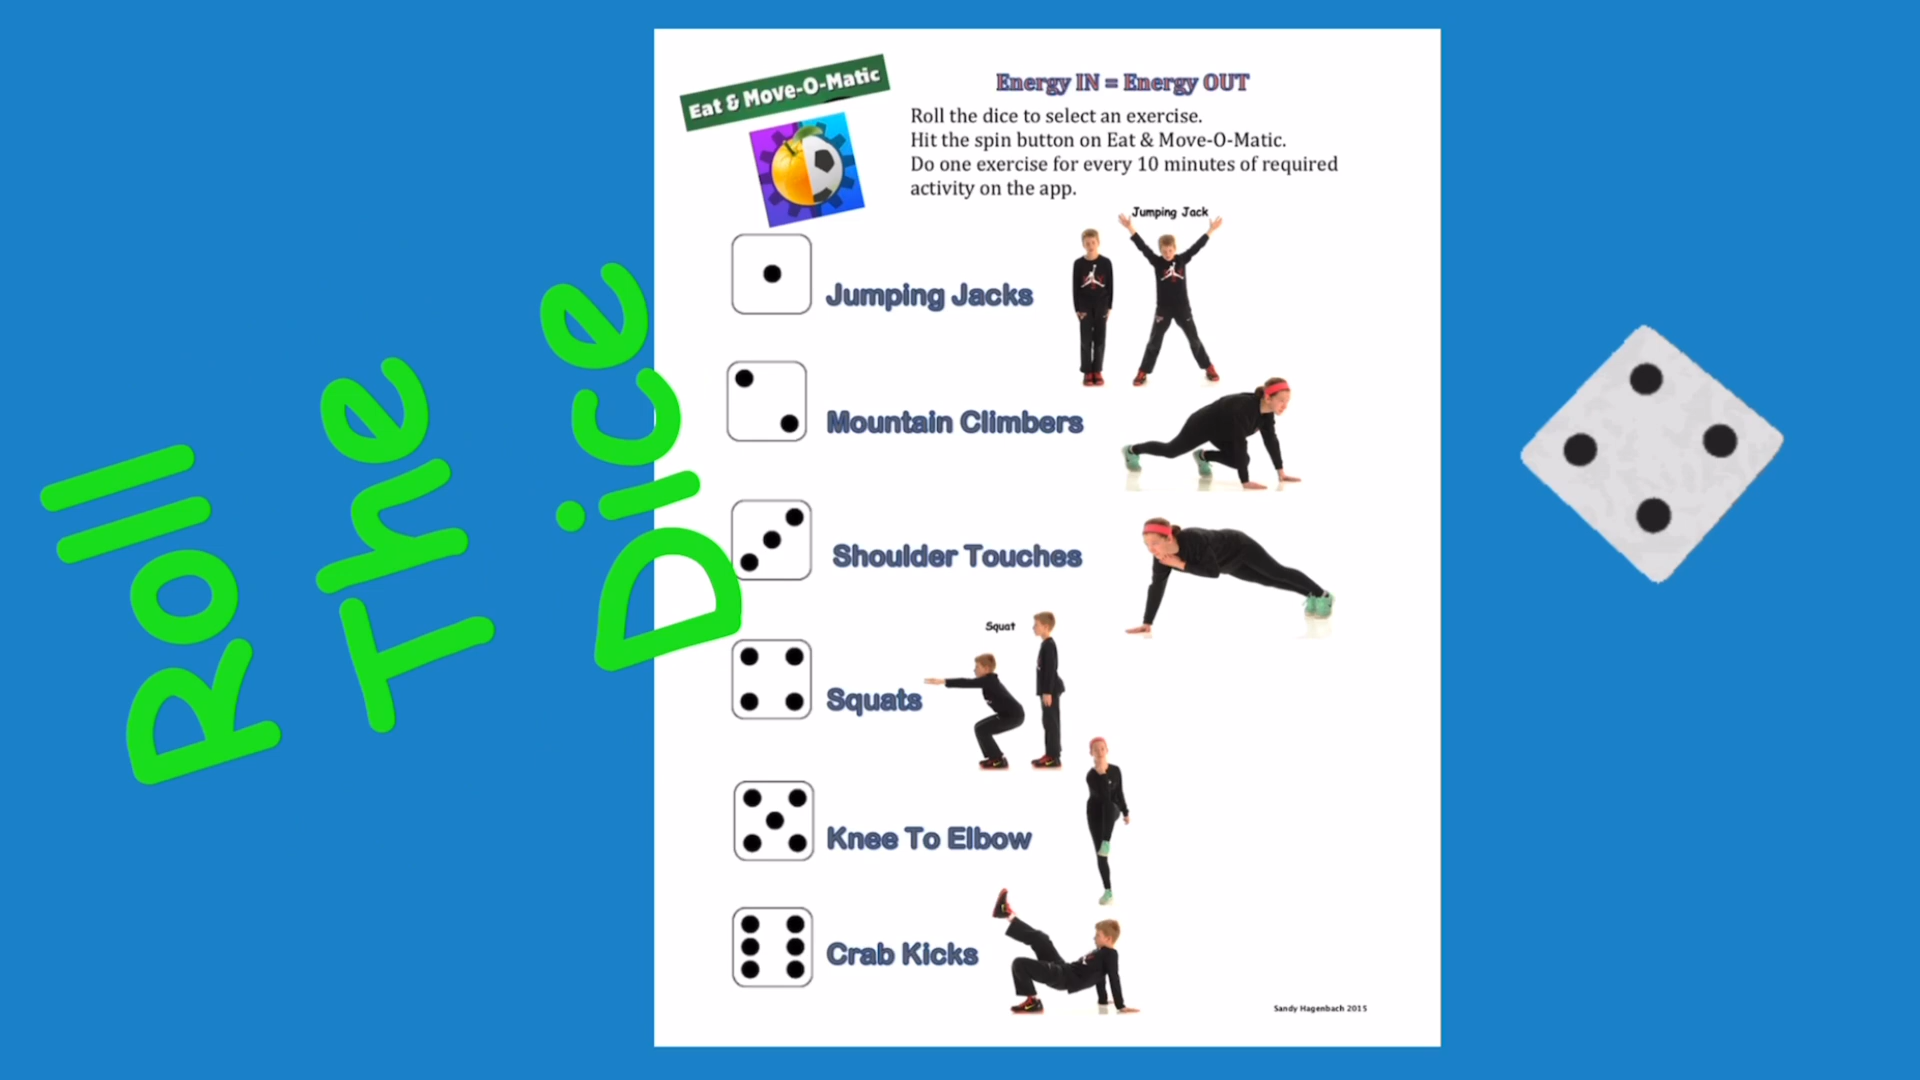 Roll
The
Dice
Eat & Move-O-Matic
Energy IN = Energy OUT
Roll the dice to select an exercise.
Hit the spin button on Eat & Move-O-Matic.
Do one exercise for every 10 minutes of required
activity on the app.
Jumping Jack
Jumping Jacks
Mountain Climbers
Shoulder Touches
Squat
Squats
Knee To Elbow
Crab Kicks
Sandy Hagenbach 2015